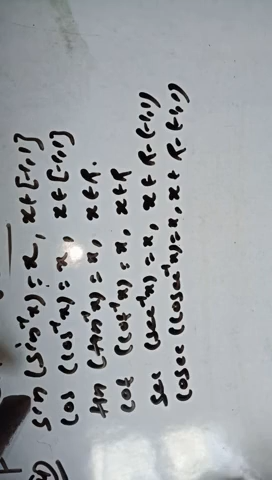 sin (sin⁻¹x) = x, x ∈ [-1,1]
cos (cos⁻¹x) = x, x ∈ [-1,1]
tan (tan⁻¹x) = x, x ∈ R.
cot (cot⁻¹x) = x, x ∈ R
sec (sec⁻¹x) = x, x ∈ R-(-1,1)
cosec (cosec⁻¹x) = x, x ∈ R-(-1,1)